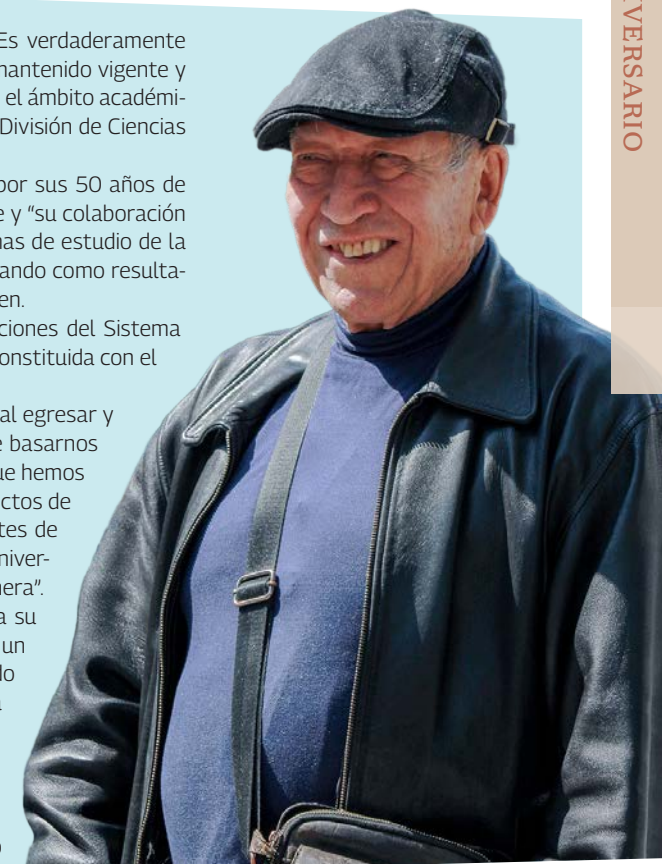 Es verdaderamente
mantenido vigente y
el ámbito académi-
División de Ciencias
por sus 50 años de
e y “su colaboración
mas de estudio de la
ando como resulta-
en.
ciones del Sistema
onstituida con el
al egresar y
e basarnos
ue hemos
ctos de
tes de
niver-
nera”.
a su
un
do
a
VERSARIO